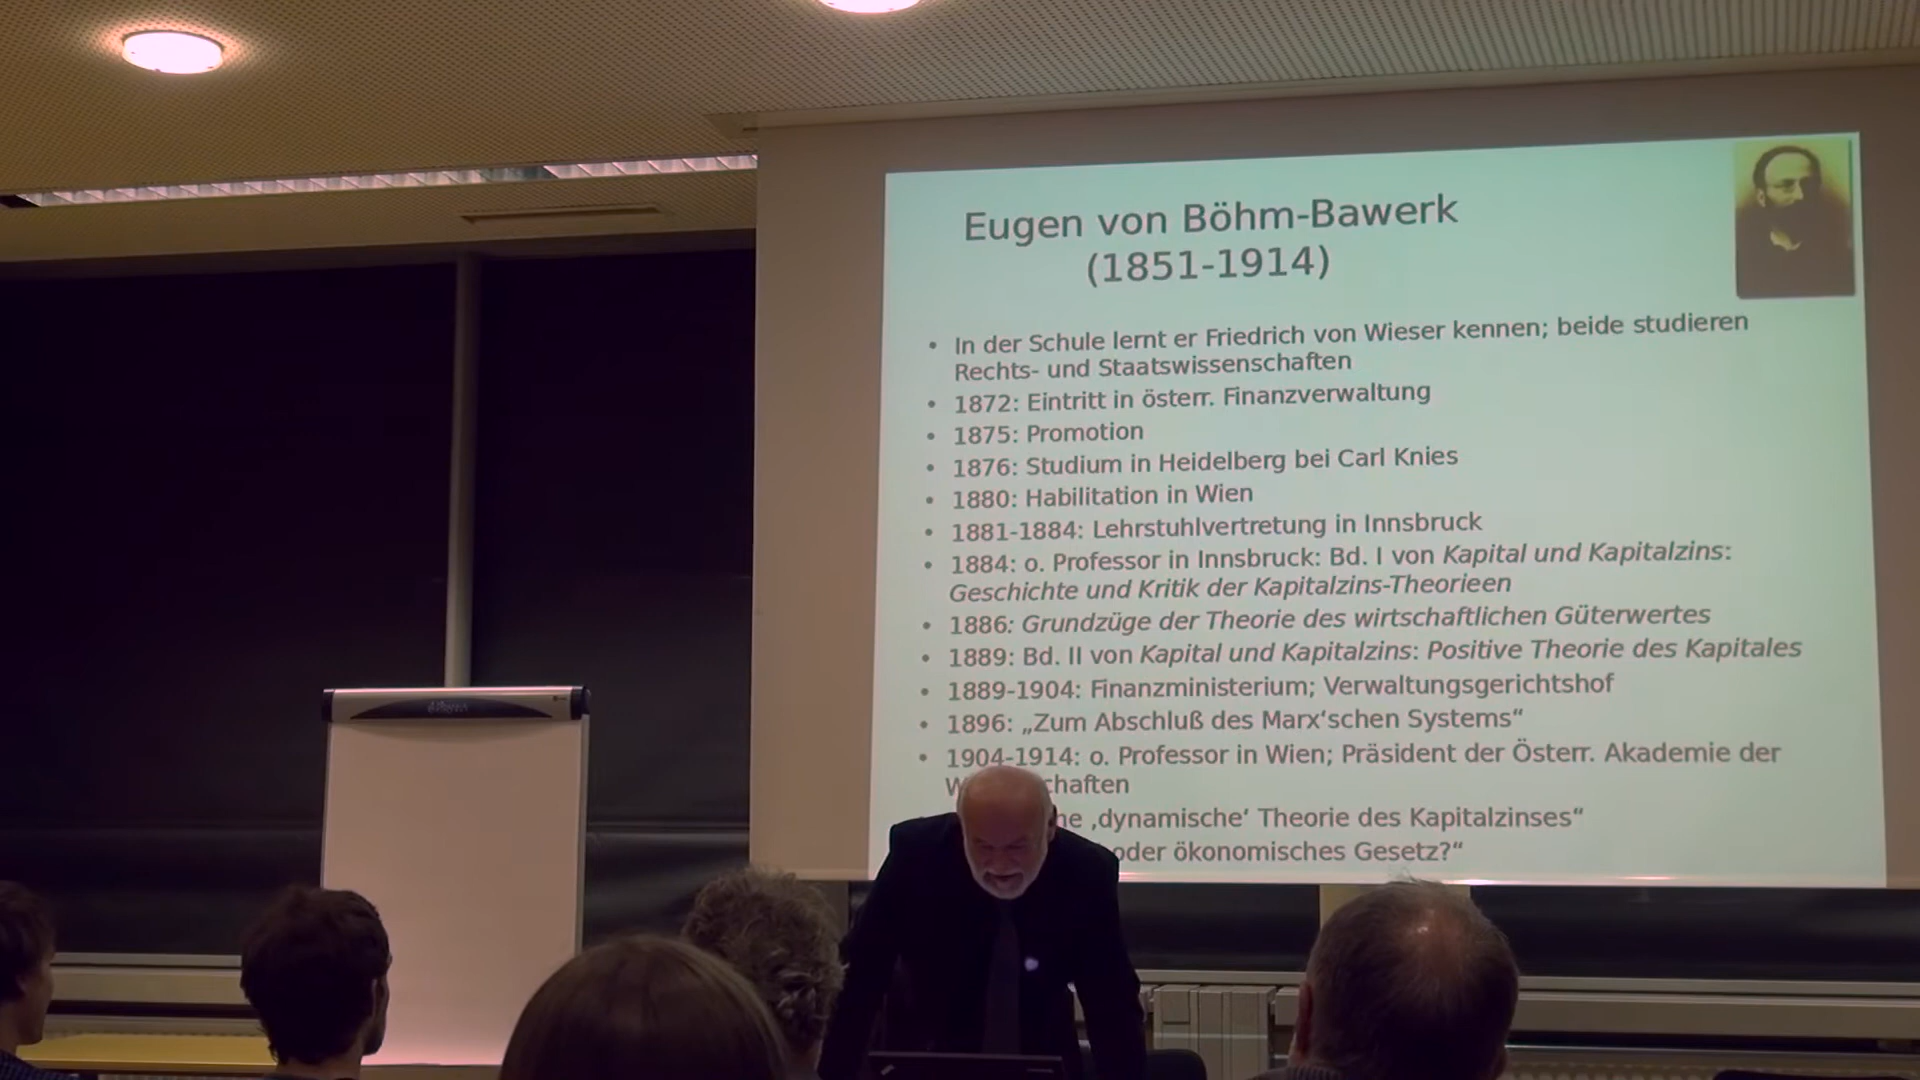 Eugen von Böhm-Bawerk
(1851-1914)
• In der Schule lernt er Friedrich von Wieser kennen; beide studieren
Rechts- und Staatswissenschaften
• 1872: Eintritt in österr. Finanzverwaltung
• 1875: Promotion
• 1876: Studium in Heidelberg bei Carl Knies
• 1880: Habilitation in Wien
• 1881-1884: Lehrstuhlvertretung in Innsbruck
• 1884: o. Professor in Innsbruck: Bd. I von Kapital und Kapitalzins:
Geschichte und Kritik der Kapitalzins-Theorieen
• 1886: Grundzüge der Theorie des wirtschaftlichen Güterwertes
• 1889: Bd. II von Kapital und Kapitalzins: Positive Theorie des Kapitales
• 1889-1904: Finanzministerium; Verwaltungsgerichtshof
• 1896: „Zum Abschluß des Marx‘schen Systems“
• 1904-1914: o. Professor in Wien; Präsident der Österr. Akademie der
‚dynamische‘ Theorie des Kapitalzinses“
oder ökonomisches Gesetz?“